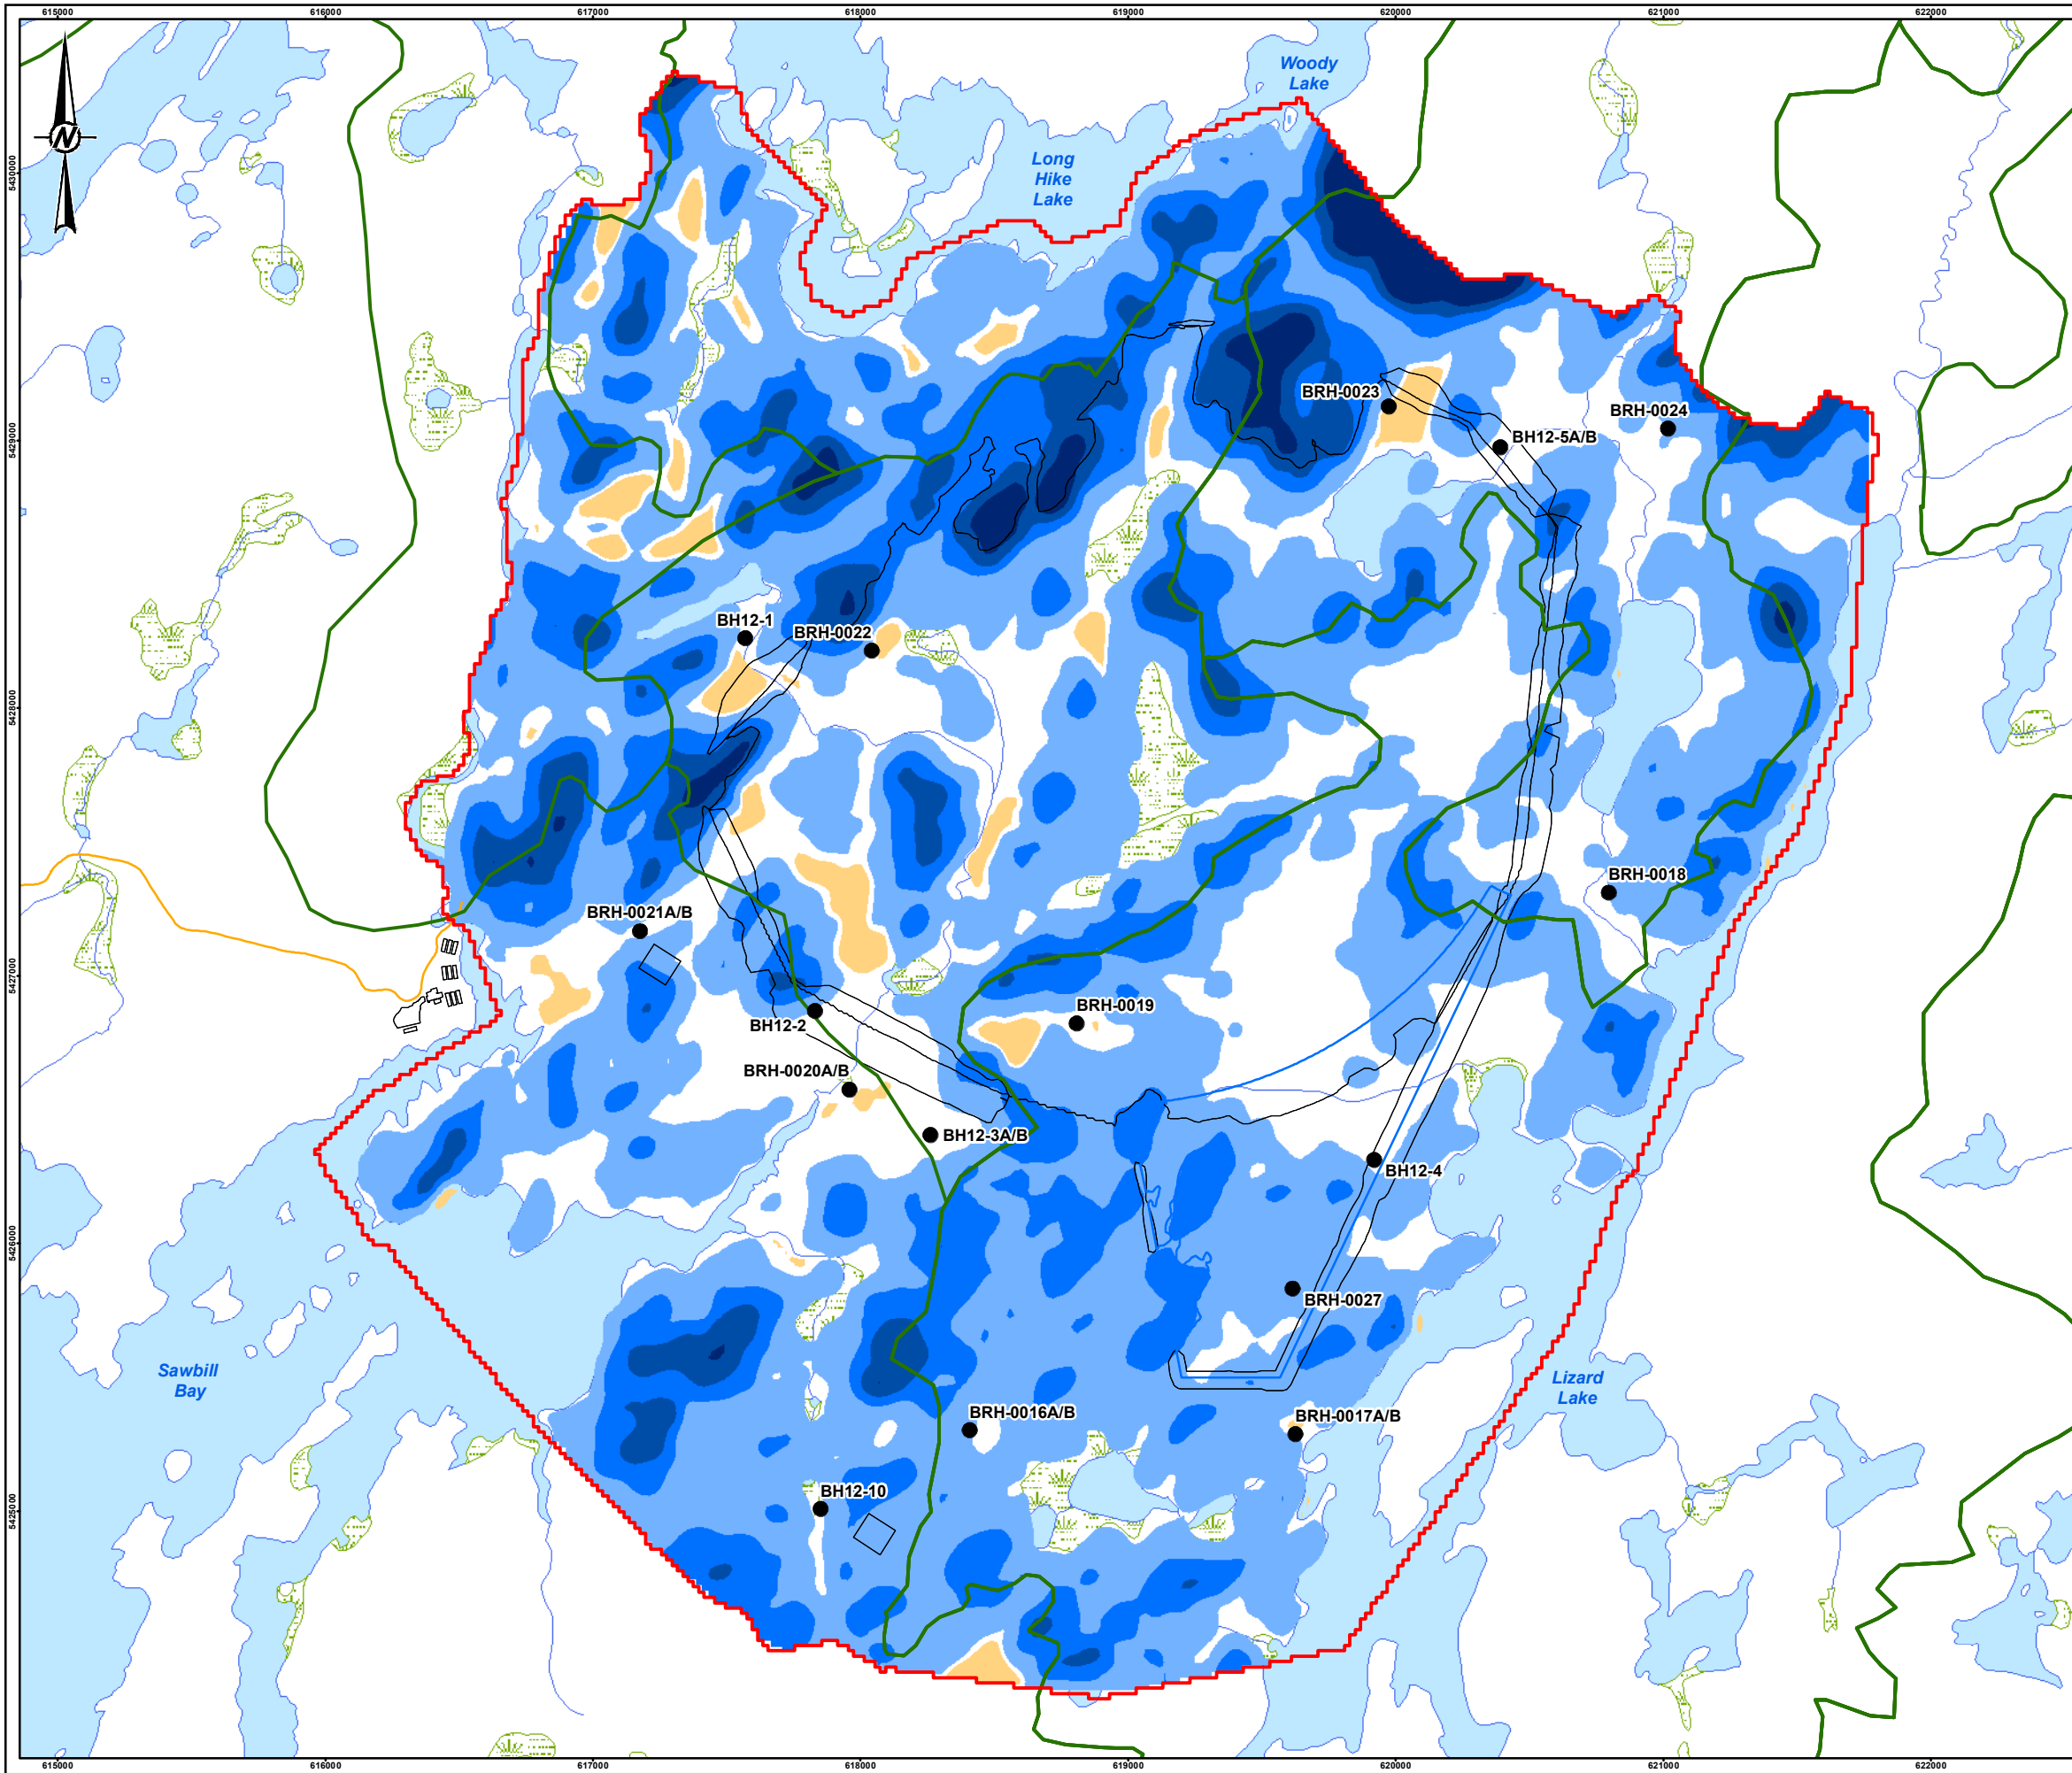 615000 616000 617000 618000 619000 620000 621000 622000
Woody
Lake
N
Long
Hike
Lake
5430000
BRH-0023
BRH-0024
BH12-5A/B
5429000
BH12-1
BRH-0022
5428000
BRH-0018
BRH-0021A/B
5427000
BRH-0019
BH12-2
BRH-0020A/B
BH12-3A/B
BH12-4
5426000
BRH-0027
Sawbill
Bay
Lizard
Lake
BRH-0016A/B
BRH-0017A/B
BH12-10
5425000
615000 616000 617000 618000 619000 620000 621000 622000